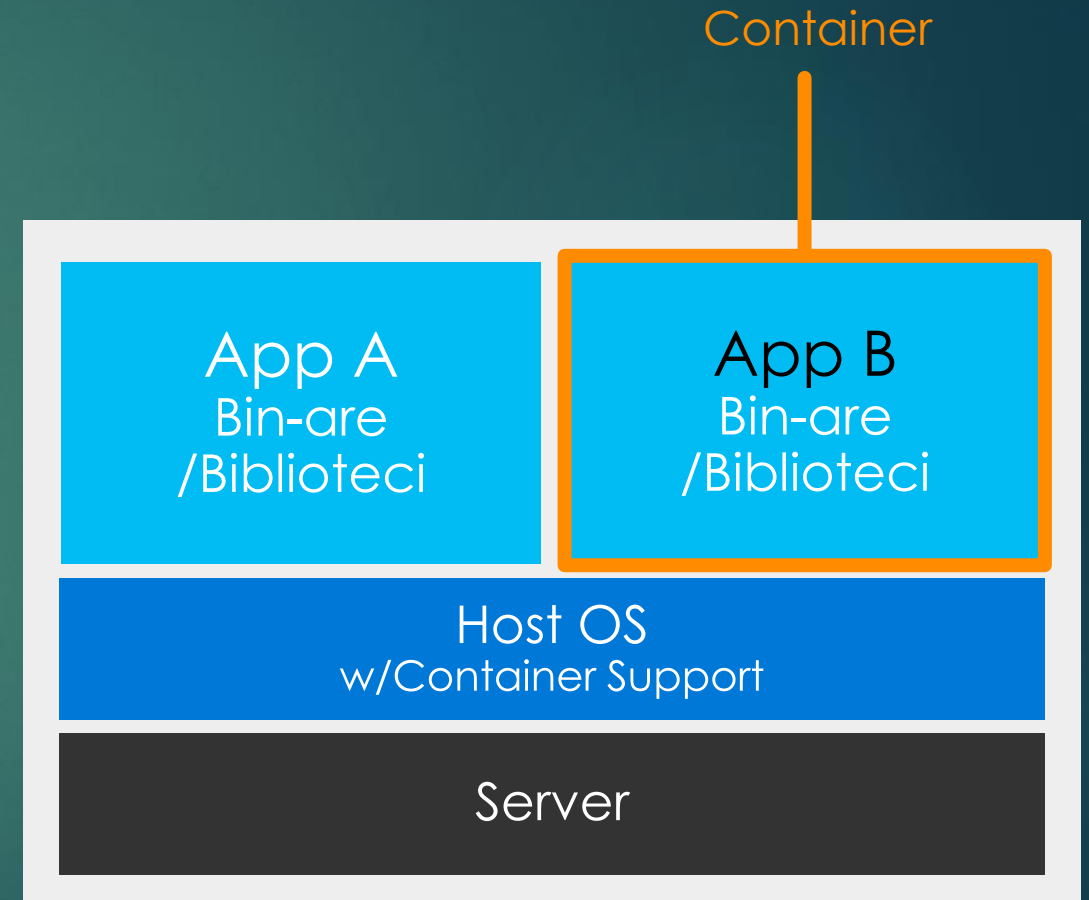 Container
App A
Bin-are
/Biblioteci
App B
Bin-are
/Biblioteci
Host OS
w/Container Support
Server